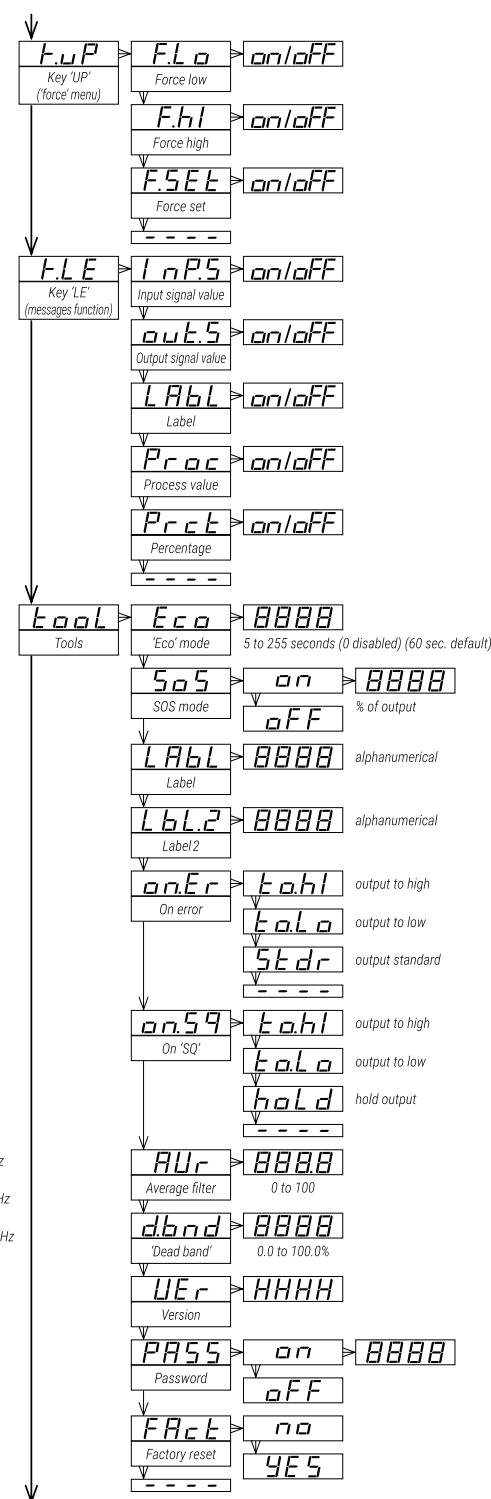 K.uP F.Lo on/oFF
Key 'UP' Force low
('force' menu)
F.hI on/oFF
Force high
F.SEt on/oFF
Force set
----
K.LE InP.S on/oFF
Key 'LE' Input signal value
(messages function)
out.S on/oFF
Output signal value
LAbL on/oFF
Label
Proc on/oFF
Process value
Prct on/oFF
Percentage
----
tooL Eco 8888
Tools 'Eco' mode 5 to 255 seconds (0 disabled) (60 sec. default)
SoS on 8888
SOS mode oFF % of output
LAbL 8888 alphanumerical
Label
LbL.2 8888 alphanumerical
Label 2
on.Er to.hI output to high
On error
to.Lo output to low
Stdr output standard
----
on.Sq to.hI output to high
On 'SQ'
to.Lo output to low
hoLd hold output
----
AVr 888.8
Average filter 0 to 100
z
Hz
d.bnd 8888
Hz
'Dead band' 0.0 to 100.0%
VEr HHHH
Version
PASS on 8888
Password oFF
FAct no
Factory reset YES
----